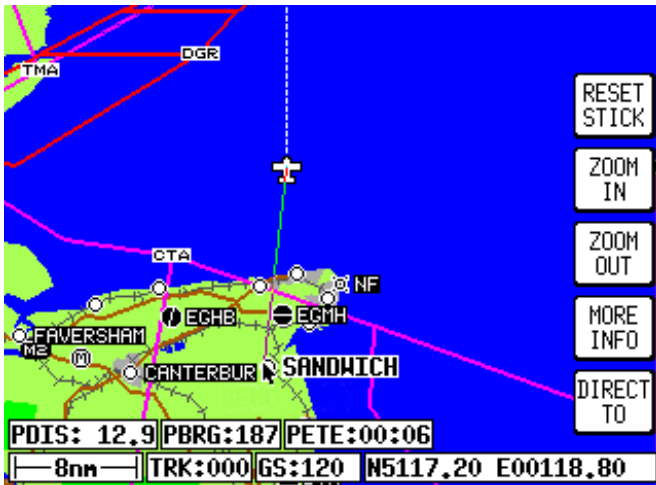 DGR
TMA
RESET STICK
ZOOM IN
ZOOM OUT
CTA
NF
EGHB
EGMH
MORE INFO
FAVERSHAM
M2
M
CANTERBUR
SANDWICH
DIRECT TO
PDIS: 12.9 PBRG:187 PETE:00:06
8nm TRK:000 GS:120 N5117.20 E00118.80